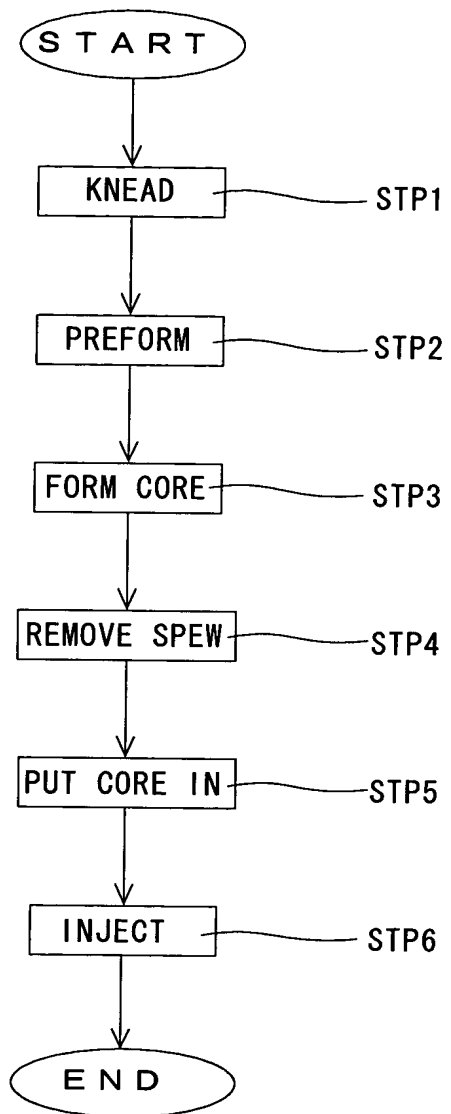 START
KNEAD
STP1
PREFORM
STP2
FORM CORE
STP3
REMOVE SPEW
STP4
PUT CORE IN
STP5
INJECT
STP6
END